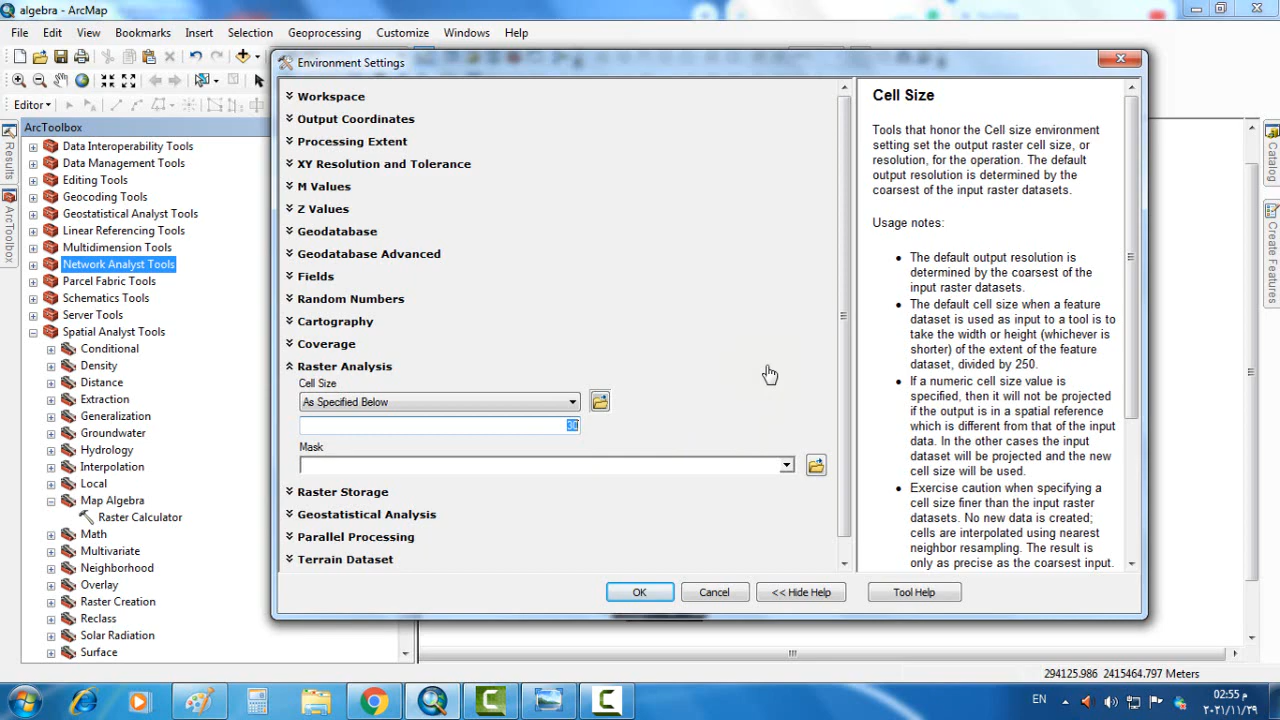 algebra - ArcMap
File Edit View Bookmarks Insert Selection Geoprocessing Customize Windows Help
Editor
ArcToolbox
Results
ArcToolbox
Data Interoperability Tools
Data Management Tools
Editing Tools
Geocoding Tools
Geostatistical Analyst Tools
Linear Referencing Tools
Multidimension Tools
Network Analyst Tools
Parcel Fabric Tools
Schematics Tools
Server Tools
Spatial Analyst Tools
Conditional
Density
Distance
Extraction
Generalization
Groundwater
Hydrology
Interpolation
Local
Map Algebra
Raster Calculator
Math
Multivariate
Neighborhood
Overlay
Raster Creation
Reclass
Solar Radiation
Surface
Environment Settings
Workspace
Output Coordinates
Processing Extent
XY Resolution and Tolerance
M Values
Z Values
Geodatabase
Geodatabase Advanced
Fields
Random Numbers
Cartography
Coverage
Raster Analysis
Cell Size
As Specified Below
30
Mask
Raster Storage
Geostatistical Analysis
Parallel Processing
Terrain Dataset
OK Cancel << Hide Help Tool Help
Cell Size
Tools that honor the Cell size environment
setting set the output raster cell size, or
resolution, for the operation. The default
output resolution is determined by the
coarsest of the input raster datasets.
Usage notes:
The default output resolution is
determined by the coarsest of the
input raster datasets.
The default cell size when a feature
dataset is used as input to a tool is to
take the width or height (whichever is
shorter) of the extent of the feature
dataset, divided by 250.
If a numeric cell size value is
specified, then it will not be projected
if the output is in a spatial reference
which is different from that of the input
data. In the other cases the input
dataset will be projected and the new
cell size will be used.
Exercise caution when specifying a
cell size finer than the input raster
datasets. No new data is created;
cells are interpolated using nearest
neighbor resampling. The result is
only as precise as the coarsest input.
Catalog
Create Features
294125.986 2415464.797 Meters
EN
02:55 م
٢٠٢١/١١/٢٩